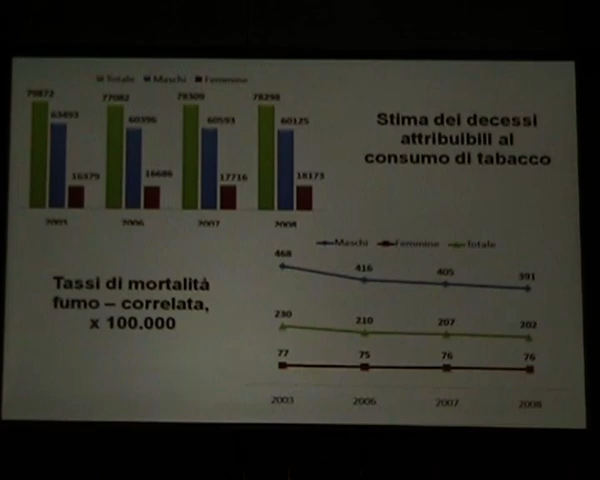 Totale Maschi Femmine
79872 77082 78309 78298
63493 60396 60593 60125
16379 16686 17716 18173
2003 2006 2007 2008
Stima dei decessi
attribuibili al
consumo di tabacco
Tassi di mortalità
fumo – correlata,
x 100.000
Maschi Femmine Totale
468 416 405 391
230 210 207 202
77 75 76 76
2003 2006 2007 2008